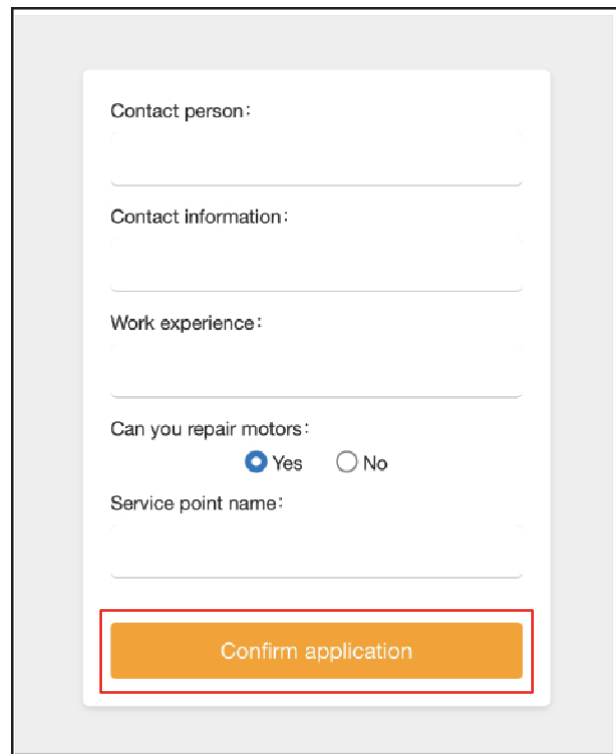 Contact person：
Contact information：
Work experience：
Can you repair motors：
Yes No
Service point name：
Confirm application